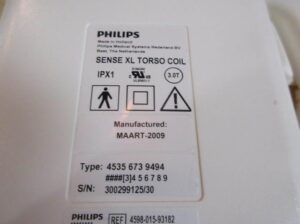 PHILIPS
Made in Holland
Philips Medical Systems Nederland BV
Best, The Netherlands
SENSE XL TORSO COIL
IPX1
3.0T
Manufactured:
MAART-2009
Type: 4535 673 9494
####[3]4 5 6 7 8 9
S/N: 300299125/30
PHILIPS
REF 4598-015-93182